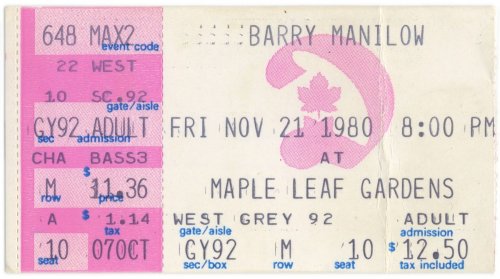 648 MAX2
event code
22 WEST
10 SC.92
gate/aisle
GY92 ADULT
sec admission
CHA BASS3
M $ 11.36
row price
A $ 1.14
tax
10 07OCT
seat
BARRY MANILOW
FRI NOV 21 1980 8:00 PM
AT
MAPLE LEAF GARDENS
WEST GREY 92 ADULT
gate/aisle admission
GY92 M 10 $ 12.50
sec/box row seat tax included